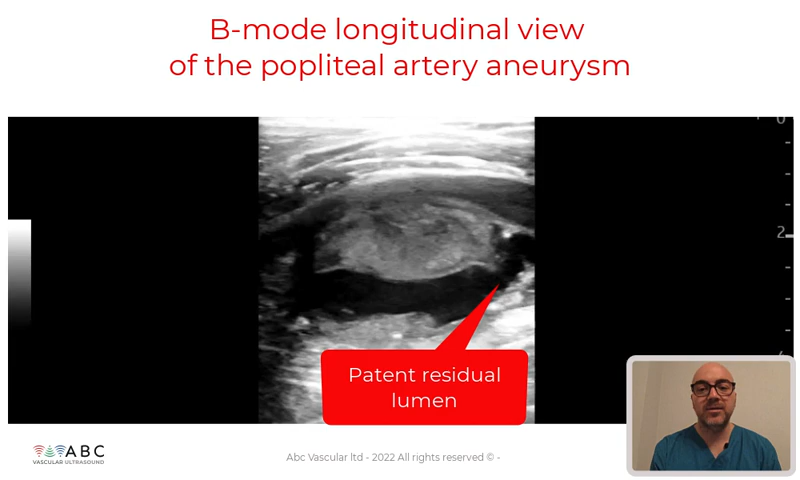 B-mode longitudinal view
of the popliteal artery aneurysm
2
Patent residual
lumen
ABC
VASCULAR ULTRASOUND
Abc Vascular ltd - 2022 All rights reserved © -